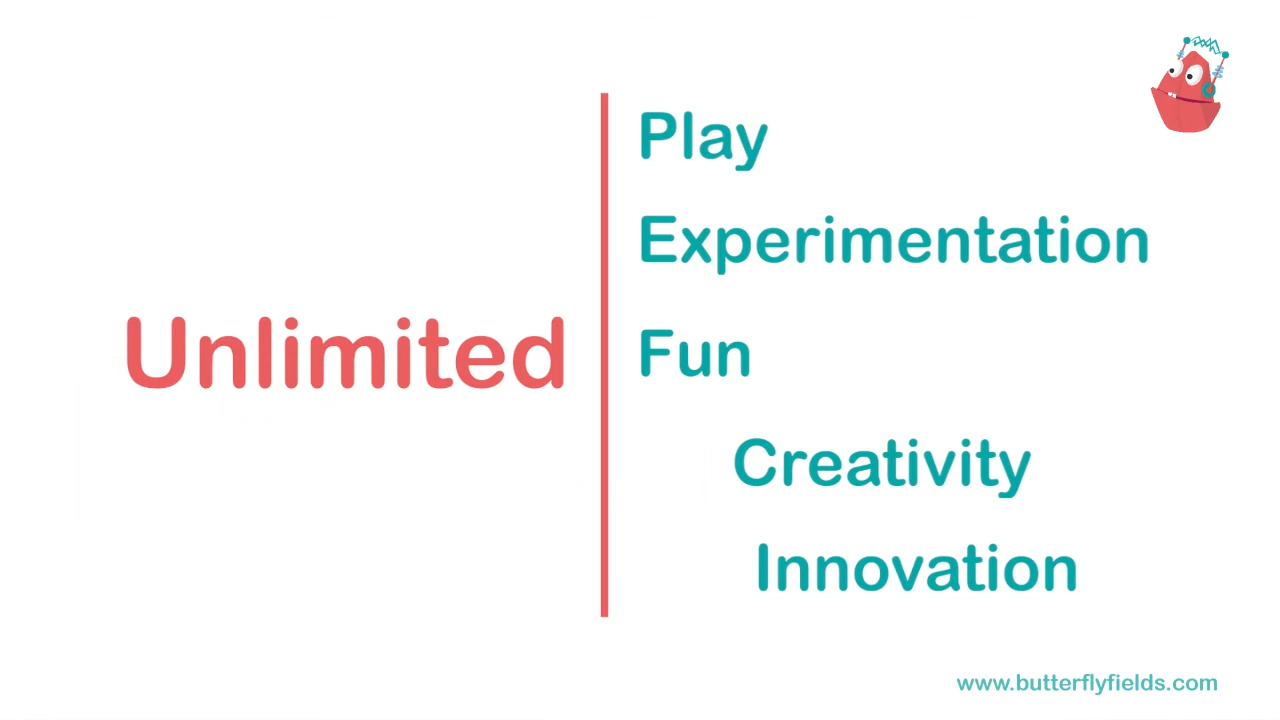 Unlimited
Play
Experimentation
Fun
Creativity
Innovation
www.butterflyfields.com